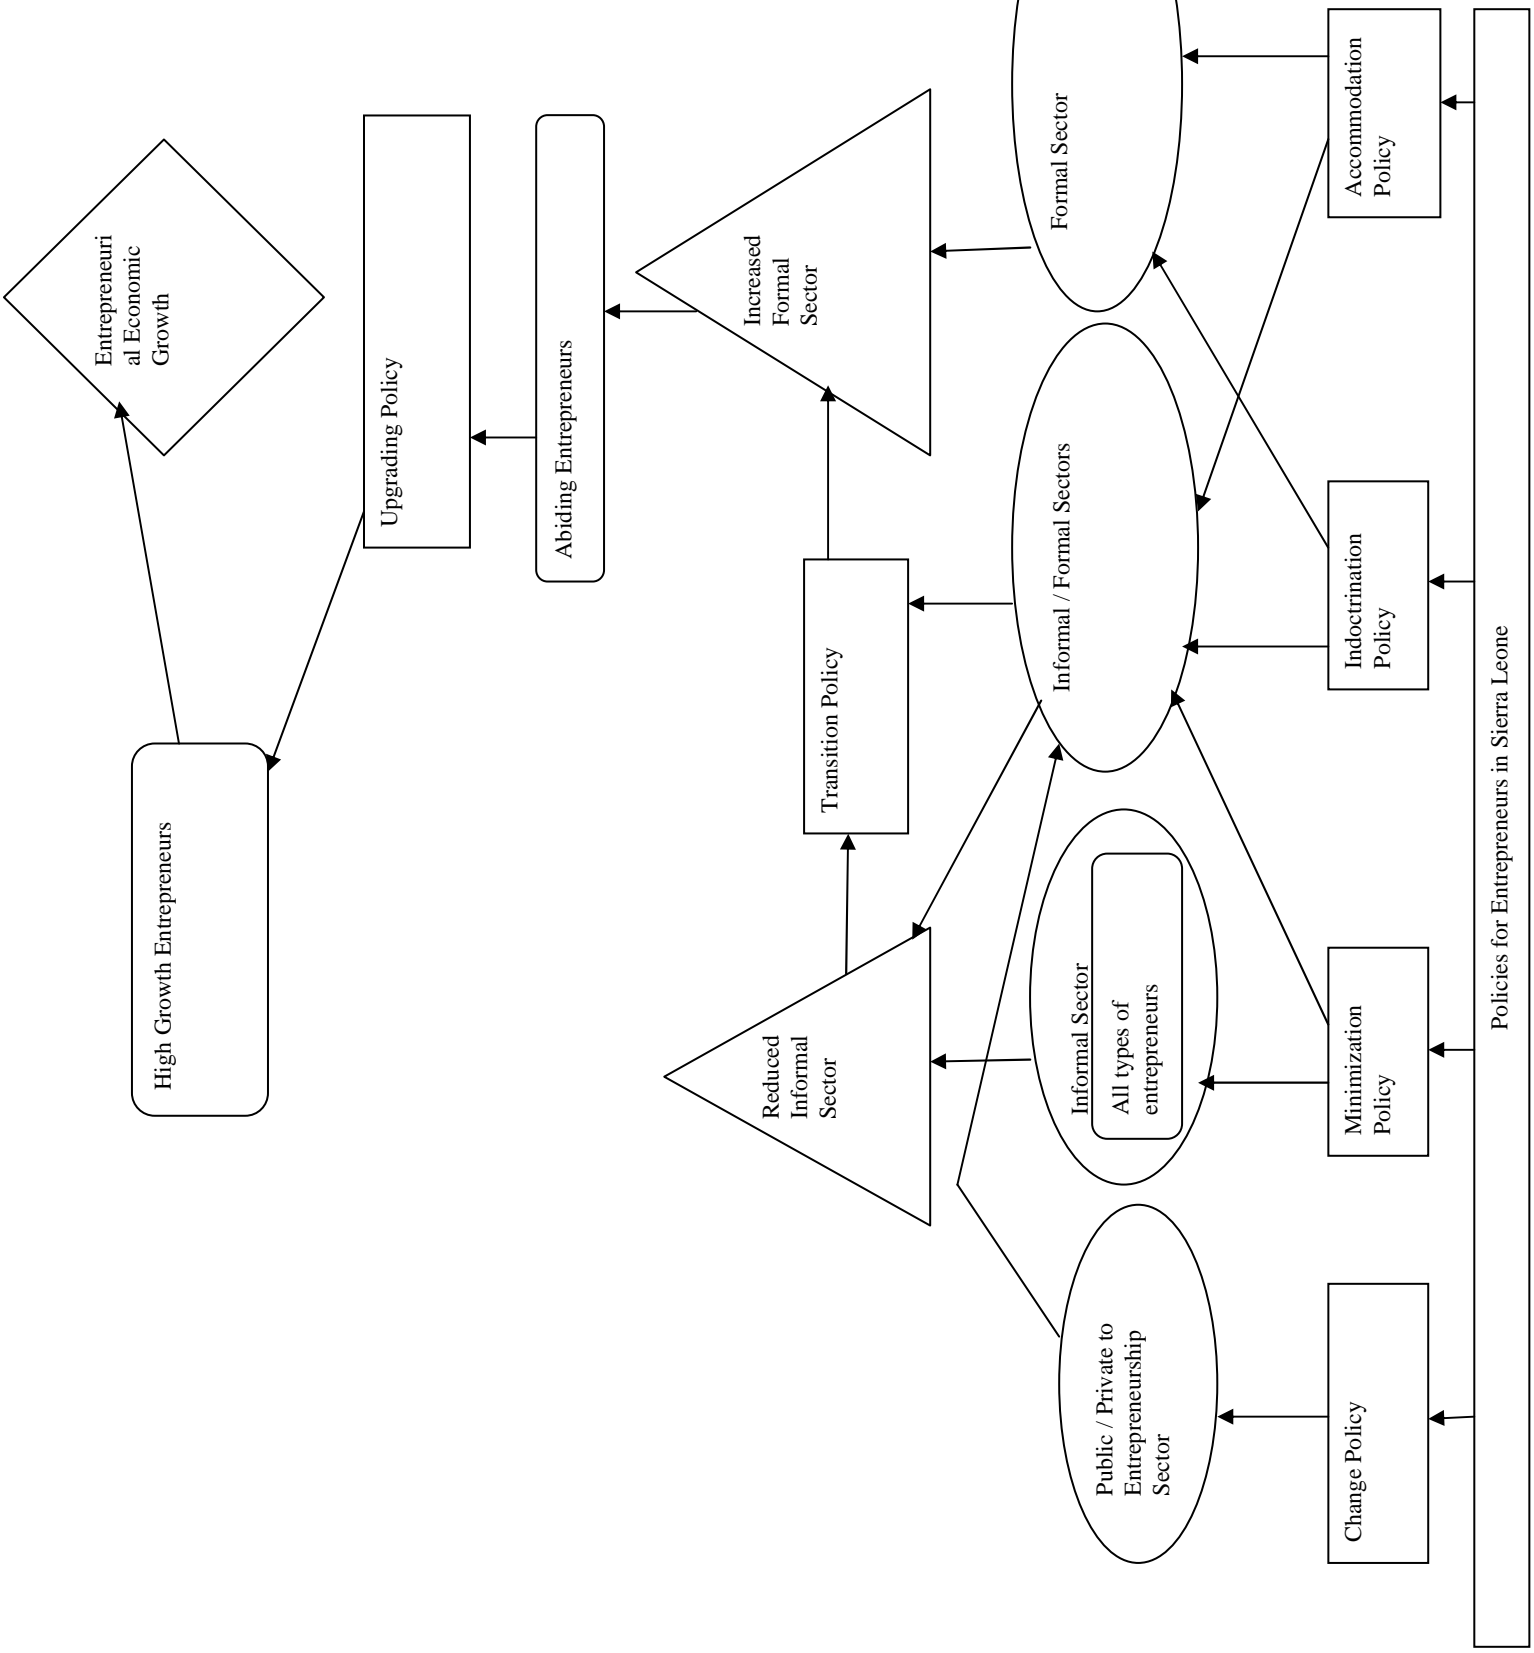 Policies for Entrepreneurs in Sierra Leone
Change Policy
Minimization
Policy
Indoctrination
Policy
Accommodation
Policy
Public / Private to
Entrepreneurship
Sector
Informal Sector
All types of
entrepreneurs
Informal / Formal Sectors
Formal Sector
Reduced
Informal
Sector
Transition Policy
Increased
Formal
Sector
Abiding Entrepreneurs
Upgrading Policy
High Growth Entrepreneurs
Entrepreneuri
al Economic
Growth